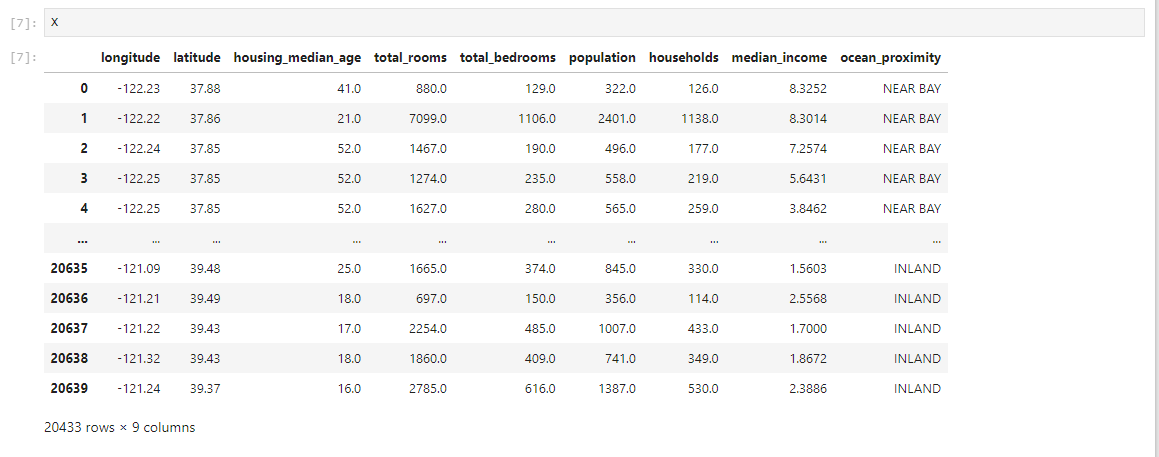 [7]: X
[7]: longitude latitude housing_median_age total_rooms total_bedrooms population households median_income ocean_proximity
0 -122.23 37.88 41.0 880.0 129.0 322.0 126.0 8.3252 NEAR BAY
1 -122.22 37.86 21.0 7099.0 1106.0 2401.0 1138.0 8.3014 NEAR BAY
2 -122.24 37.85 52.0 1467.0 190.0 496.0 177.0 7.2574 NEAR BAY
3 -122.25 37.85 52.0 1274.0 235.0 558.0 219.0 5.6431 NEAR BAY
4 -122.25 37.85 52.0 1627.0 280.0 565.0 259.0 3.8462 NEAR BAY
... ... ... ... ... ... ... ... ... ...
20635 -121.09 39.48 25.0 1665.0 374.0 845.0 330.0 1.5603 INLAND
20636 -121.21 39.49 18.0 697.0 150.0 356.0 114.0 2.5568 INLAND
20637 -121.22 39.43 17.0 2254.0 485.0 1007.0 433.0 1.7000 INLAND
20638 -121.32 39.43 18.0 1860.0 409.0 741.0 349.0 1.8672 INLAND
20639 -121.24 39.37 16.0 2785.0 616.0 1387.0 530.0 2.3886 INLAND
20433 rows × 9 columns